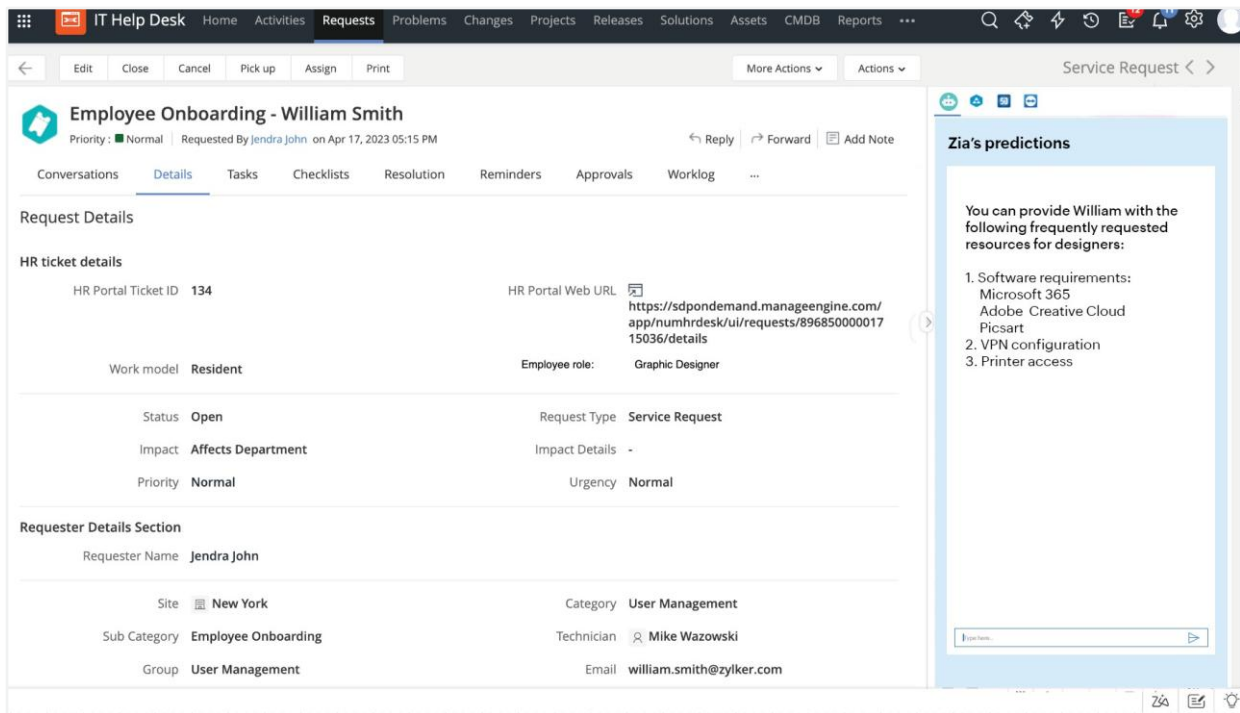 IT Help Desk Home Activities Requests Problems Changes Projects Releases Solutions Assets CMDB Reports
Edit Close Cancel Pick up Assign Print More Actions Actions Service Request
Employee Onboarding - William Smith
Priority : Normal Requested By Jendra John on Apr 17, 2023 05:15 PM Reply Forward Add Note
Conversations Details Tasks Checklists Resolution Reminders Approvals Worklog ...
Request Details
HR ticket details
HR Portal Ticket ID 134 HR Portal Web URL
https://sdpondemand.manageengine.com/
app/numhrdesk/ui/requests/896850000017
15036/details
Work model Resident Employee role: Graphic Designer
Status Open Request Type Service Request
Impact Affects Department Impact Details -
Priority Normal Urgency Normal
Requester Details Section
Requester Name Jendra John
Site New York Category User Management
Sub Category Employee Onboarding Technician Mike Wazowski
Group User Management Email william.smith@zylker.com
Zia's predictions
You can provide William with the
following frequently requested
resources for designers:
1. Software requirements:
Microsoft 365
Adobe Creative Cloud
Picsart
2. VPN configuration
3. Printer access
Type here...